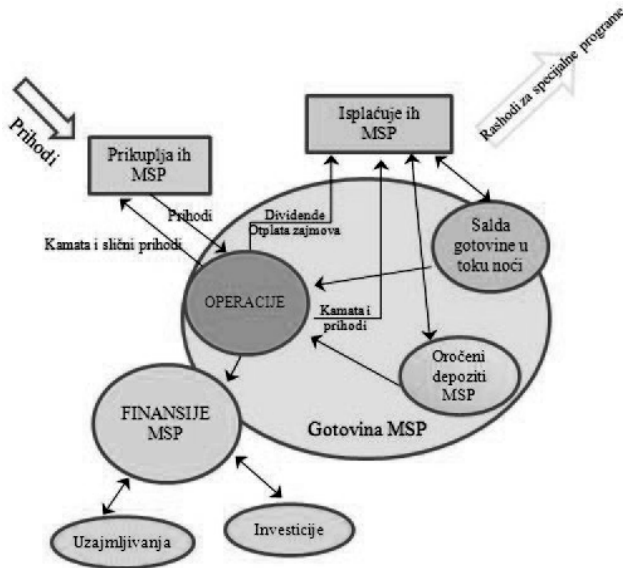 Prihodi
Rashodi za specijalne programe
Isplaćuje ih
MSP
Prikuplja ih
MSP
Prihodi
Dividende
Otplata zajmova
Kamata i slični prihodi
Salda
gotovine u
toku noći
OPERACIJE
Kamata i
prihodi
Oročeni
depoziti
MSP
FINANSIJE
MSP
Gotovina MSP
Uzajmljivanja
Investicije